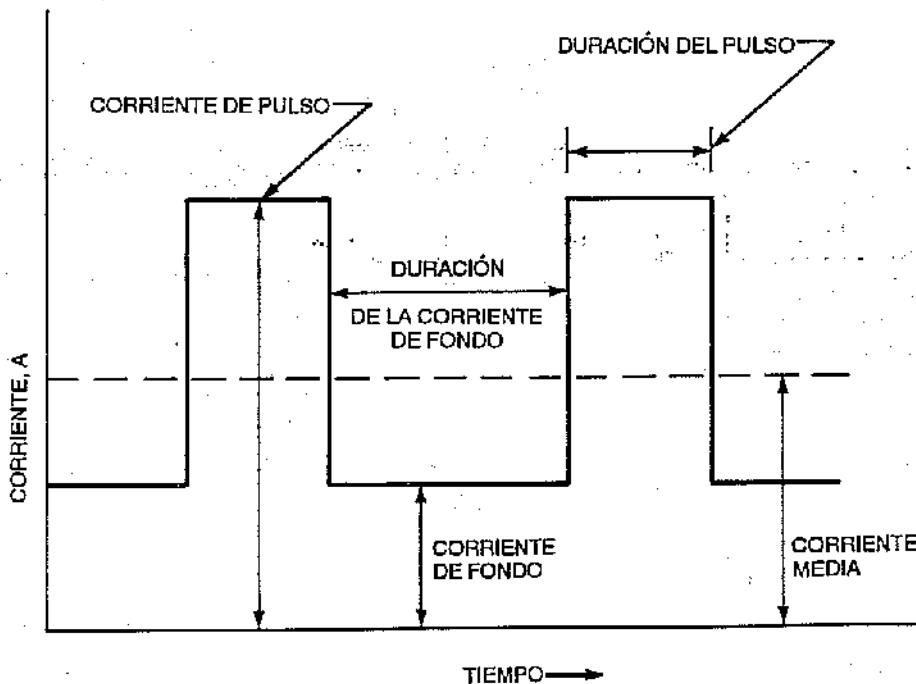 DURACIÓN DEL PULSO
CORRIENTE DE PULSO
DURACIÓN
DE LA CORRIENTE
DE FONDO
CORRIENTE, A
CORRIENTE
DE FONDO
CORRIENTE
MEDIA
TIEMPO